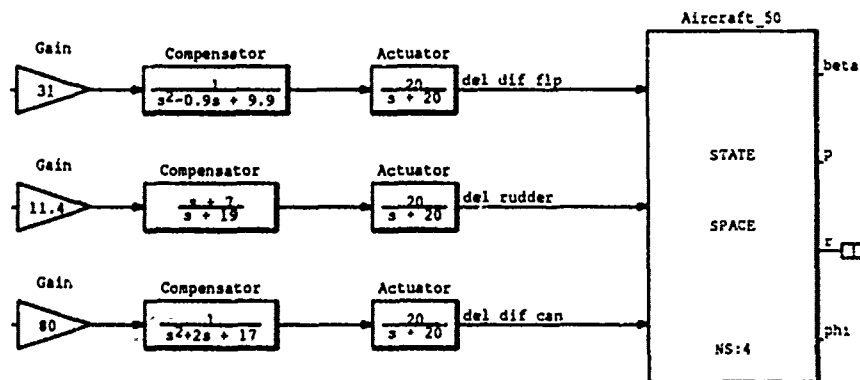 Aircraft_50
Gain
Compensator
Actuator
31
1
s²-0.9s + 9.9
20
s + 20
del dif flp
beta
Gain
Compensator
Actuator
STATE
p
11.4
s + 7
s + 19
20
s + 20
del rudder
SPACE
r
1
Gain
Compensator
Actuator
80
1
s²+2s + 17
20
s + 20
del dif can
phi
NS:4